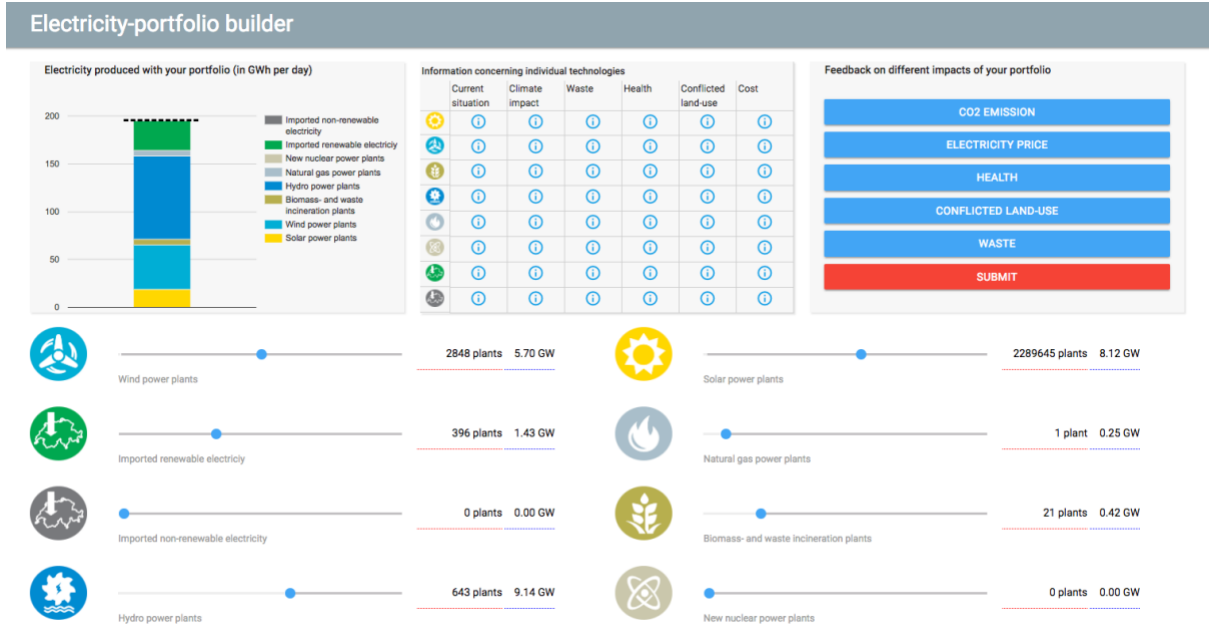 Electricity-portfolio builder
Electricity produced with your portfolio (in GWh per day)
200
150
100
50
0
Imported non-renewable
electricity
Imported renewable electriciy
New nuclear power plants
Natural gas power plants
Hydro power plants
Biomass- and waste
incineration plants
Wind power plants
Solar power plants
Information concerning individual technologies
Current situation
Climate impact
Waste
Health
Conflicted land-use
Cost
Feedback on different impacts of your portfolio
CO2 EMISSION
ELECTRICITY PRICE
HEALTH
CONFLICTED LAND-USE
WASTE
SUBMIT
2848 plants 5.70 GW
Wind power plants
2289645 plants 8.12 GW
Solar power plants
396 plants 1.43 GW
Imported renewable electriciy
1 plant 0.25 GW
Natural gas power plants
0 plants 0.00 GW
Imported non-renewable electricity
21 plants 0.42 GW
Biomass- and waste incineration plants
643 plants 9.14 GW
Hydro power plants
0 plants 0.00 GW
New nuclear power plants